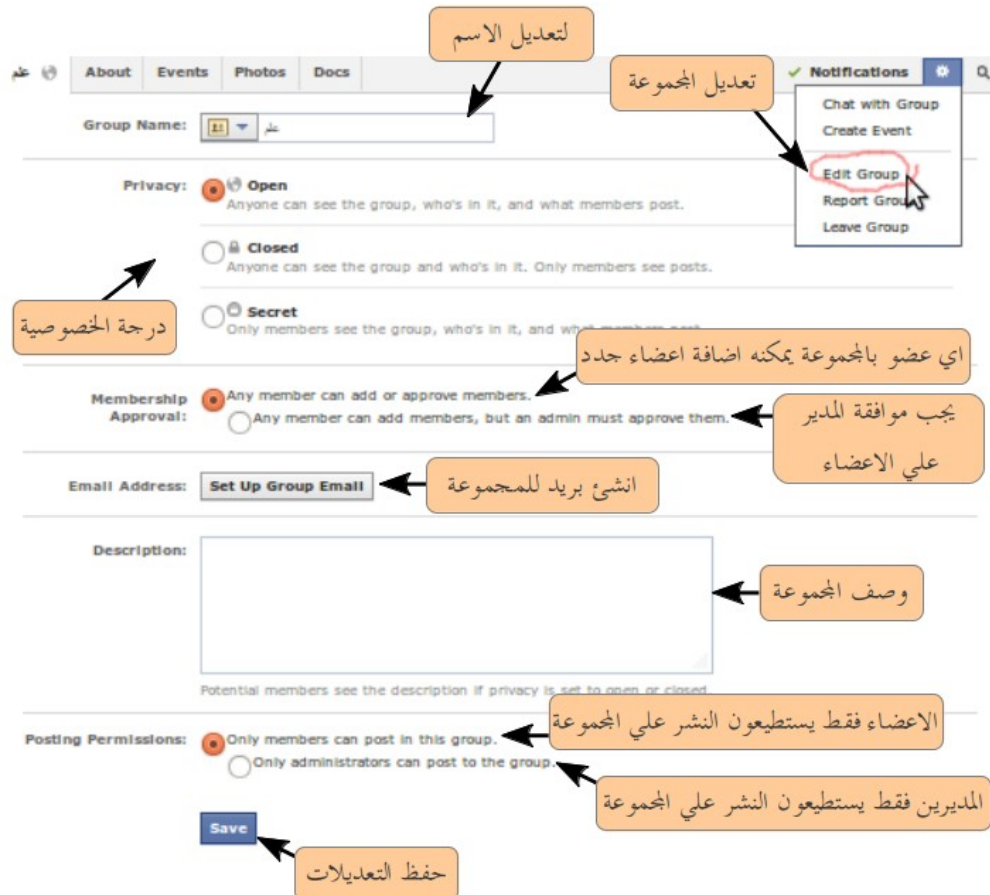 لتعديل الاسم
علم About Events Photos Docs
Notifications
تعديل المجموعة
Chat with Group
Create Event
Edit Group
Report Group
Leave Group
Group Name: علم
Privacy:
Open
Anyone can see the group, who's in it, and what members post.
Closed
Anyone can see the group and who's in it. Only members see posts.
درجة الخصوصية
Secret
Only members see the group, who's in it, and what members post.
اي عضو بالمجموعة يمكنه اضافة اعضاء جدد
Membership
Approval:
Any member can add or approve members.
Any member can add members, but an admin must approve them.
يجب موافقة المدير
علي الاعضاء
Email Address: Set Up Group Email
انشئ بريد للمجموعة
Description:
وصف المجموعة
Potential members see the description if privacy is set to open or closed.
الاعضاء فقط يستطيعون النشر علي المجموعة
Posting Permissions:
Only members can post in this group.
Only administrators can post to the group.
المديرين فقط يستطيعون النشر علي المجموعة
Save
حفظ التعديلات